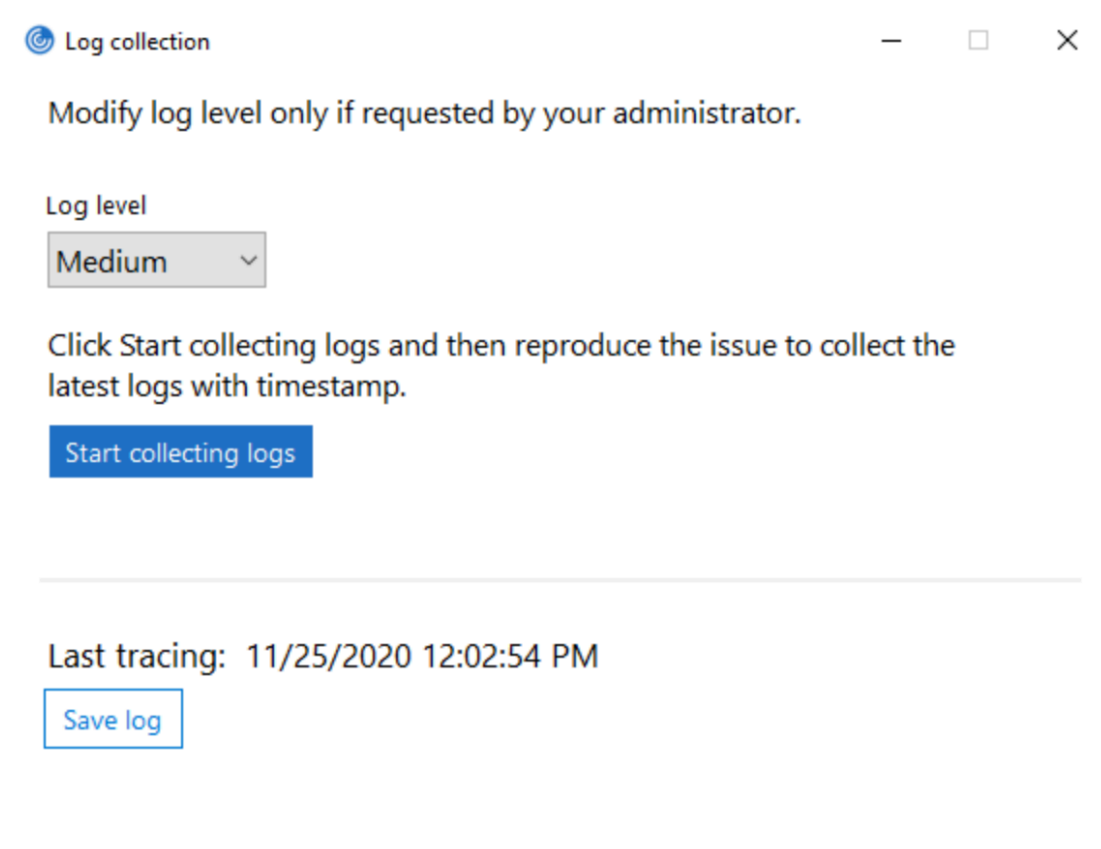 Log collection
Modify log level only if requested by your administrator.
Log level
Medium
Click Start collecting logs and then reproduce the issue to collect the
latest logs with timestamp.
Start collecting logs
Last tracing: 11/25/2020 12:02:54 PM
Save log